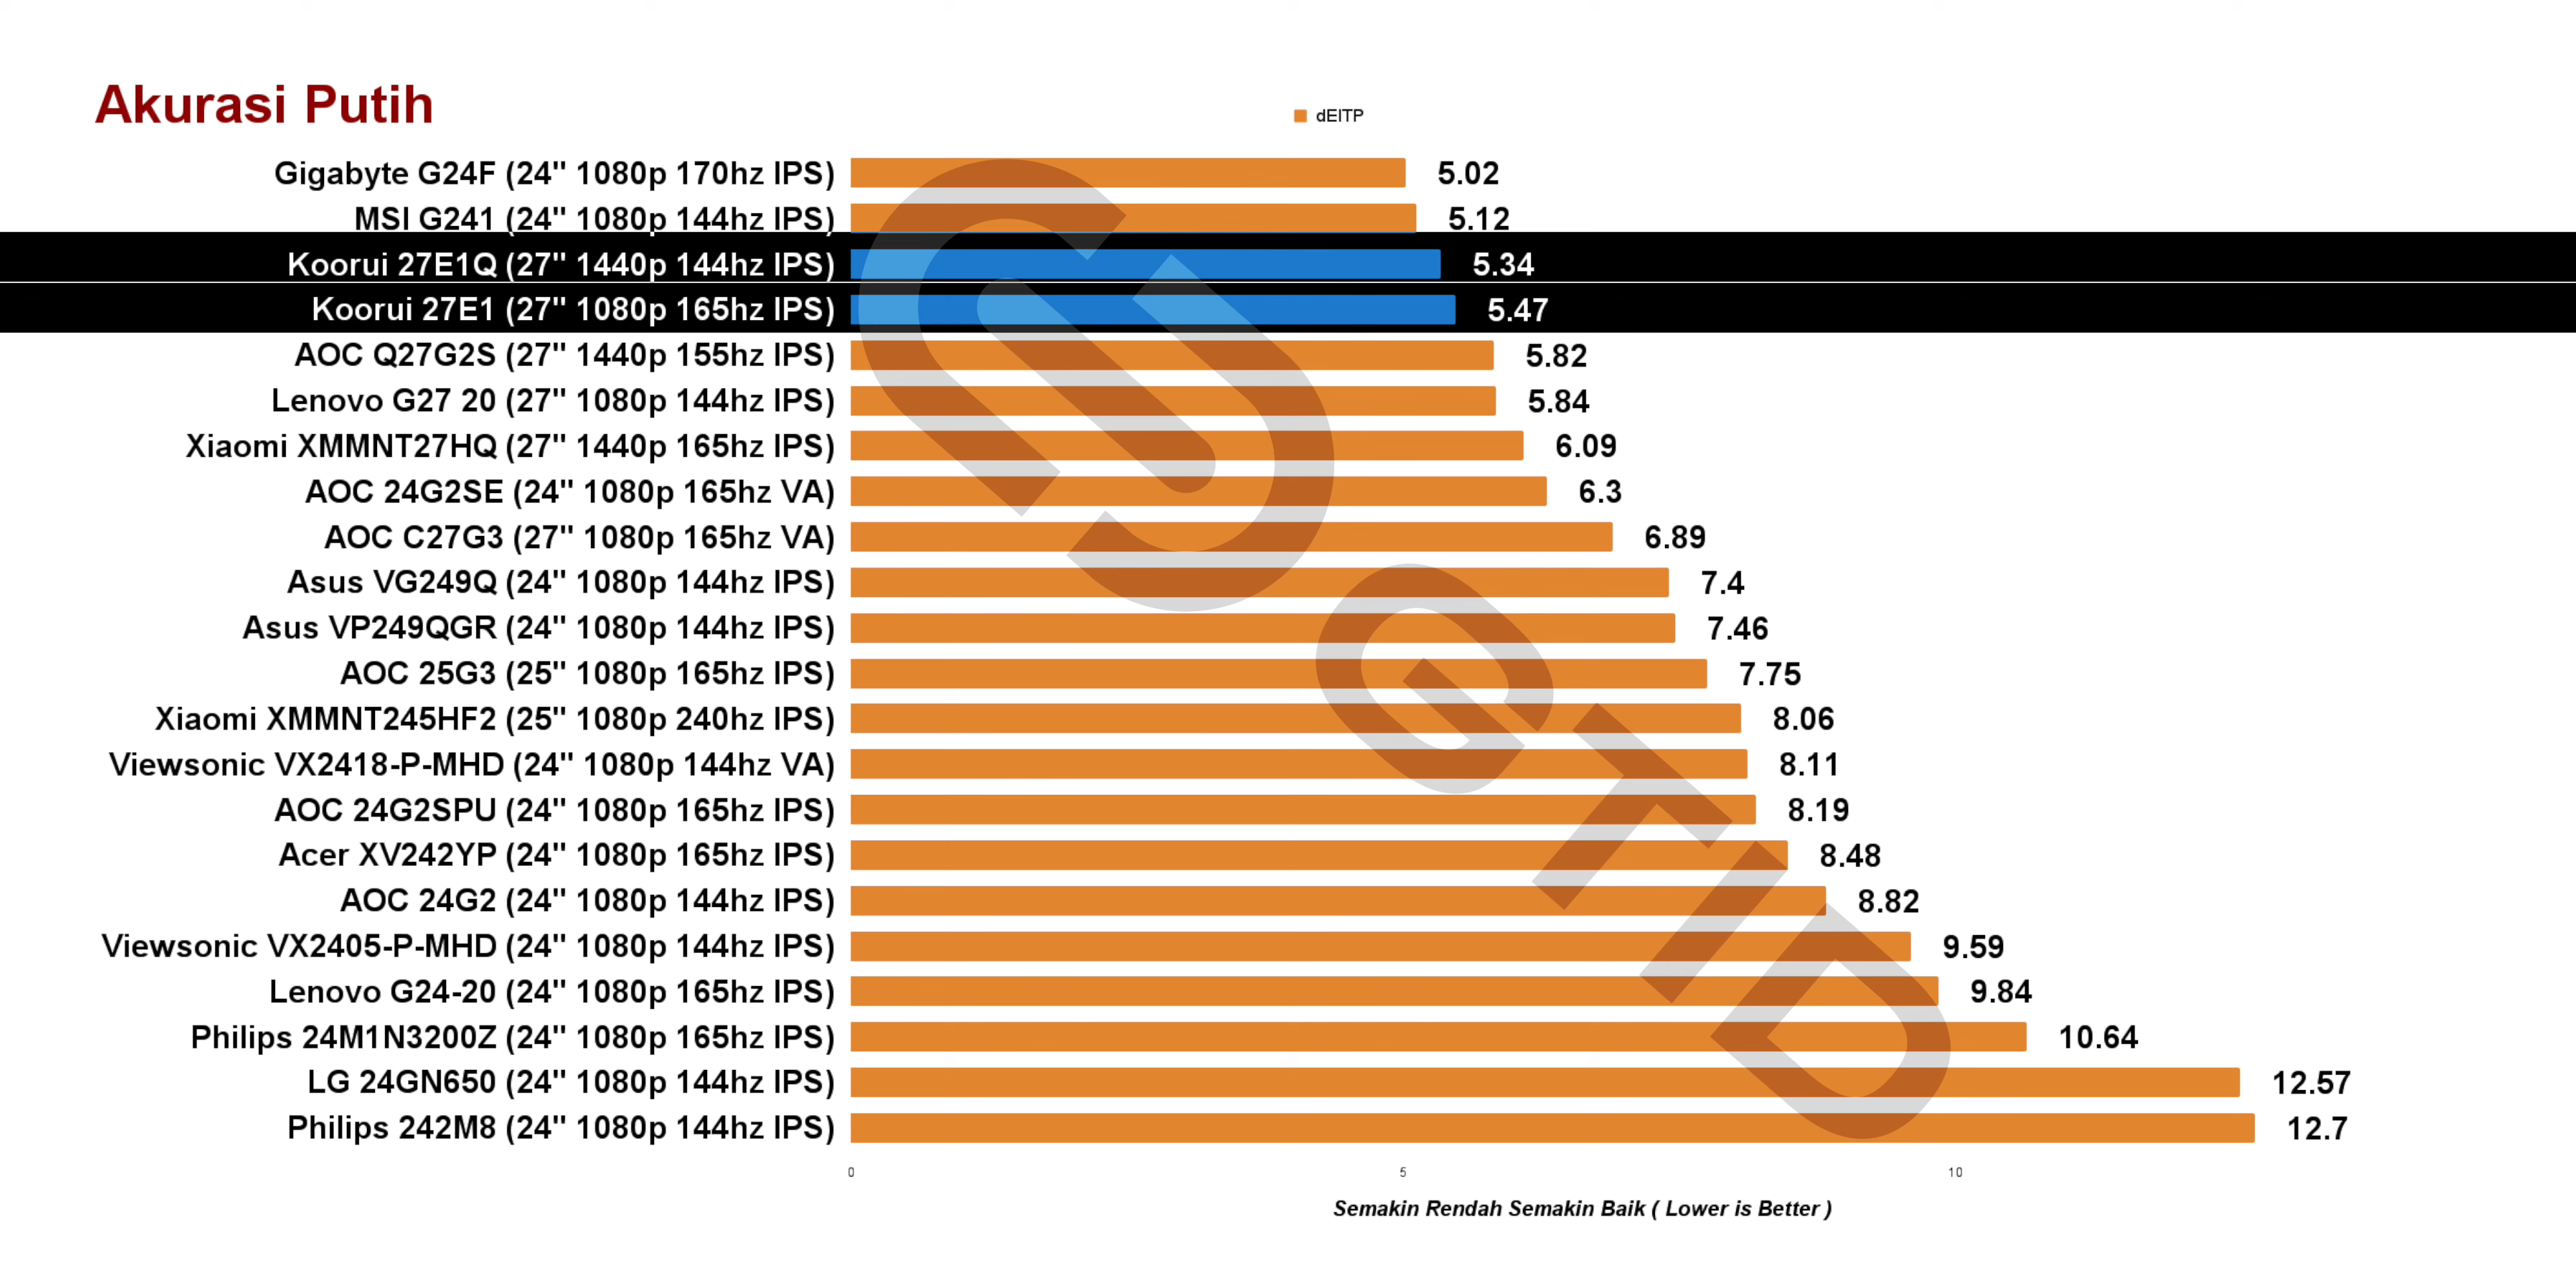 Akurasi Putih
dEITP
Gigabyte G24F (24" 1080p 170hz IPS) 5.02
MSI G241 (24" 1080p 144hz IPS) 5.12
Koorui 27E1Q (27" 1440p 144hz IPS) 5.34
Koorui 27E1 (27" 1080p 165hz IPS) 5.47
AOC Q27G2S (27" 1440p 155hz IPS) 5.82
Lenovo G27 20 (27" 1080p 144hz IPS) 5.84
Xiaomi XMMNT27HQ (27" 1440p 165hz IPS) 6.09
AOC 24G2SE (24" 1080p 165hz VA) 6.3
AOC C27G3 (27" 1080p 165hz VA) 6.89
Asus VG249Q (24" 1080p 144hz IPS) 7.4
Asus VP249QGR (24" 1080p 144hz IPS) 7.46
AOC 25G3 (25" 1080p 165hz IPS) 7.75
Xiaomi XMMNT245HF2 (25" 1080p 240hz IPS) 8.06
Viewsonic VX2418-P-MHD (24" 1080p 144hz VA) 8.11
AOC 24G2SPU (24" 1080p 165hz IPS) 8.19
Acer XV242YP (24" 1080p 165hz IPS) 8.48
AOC 24G2 (24" 1080p 144hz IPS) 8.82
Viewsonic VX2405-P-MHD (24" 1080p 144hz IPS) 9.59
Lenovo G24-20 (24" 1080p 165hz IPS) 9.84
Philips 24M1N3200Z (24" 1080p 165hz IPS) 10.64
LG 24GN650 (24" 1080p 144hz IPS) 12.57
Philips 242M8 (24" 1080p 144hz IPS) 12.7
0 5 10
Semakin Rendah Semakin Baik ( Lower is Better )
GTID